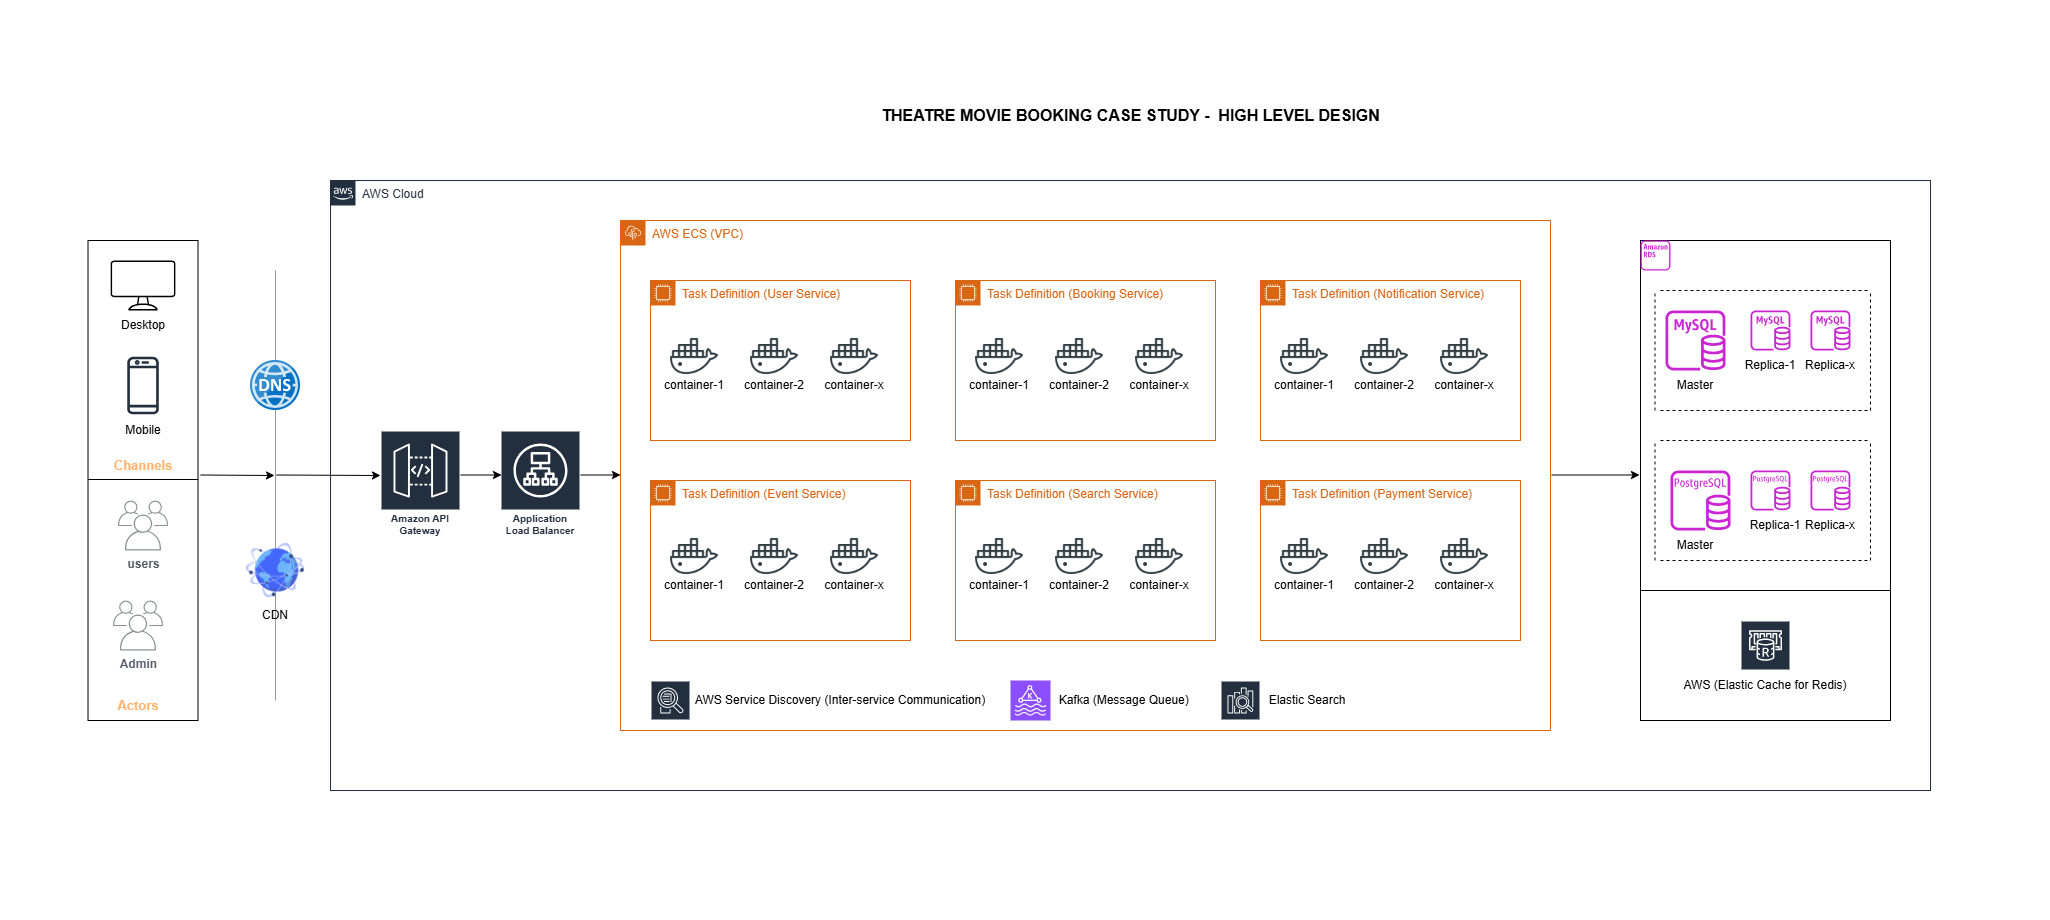 THEATRE MOVIE BOOKING CASE STUDY - HIGH LEVEL DESIGN
aws
AWS Cloud
Desktop
Mobile
Channels
users
Admin
Actors
DNS
CDN
</>
Amazon API
Gateway
Application
Load Balancer
AWS ECS (VPC)
Task Definition (User Service)
container-1
container-2
container-x
Task Definition (Booking Service)
container-1
container-2
container-x
Task Definition (Notification Service)
container-1
container-2
container-x
Task Definition (Event Service)
container-1
container-2
container-x
Task Definition (Search Service)
container-1
container-2
container-x
Task Definition (Payment Service)
container-1
container-2
container-x
AWS Service Discovery (Inter-service Communication)
K
Kafka (Message Queue)
Elastic Search
Amazon
RDS
MySQL
Master
MySQL
Replica-1
MySQL
Replica-x
PostgreSQL
Master
PostgreSQL
Replica-1
PostgreSQL
Replica-x
R
AWS (Elastic Cache for Redis)